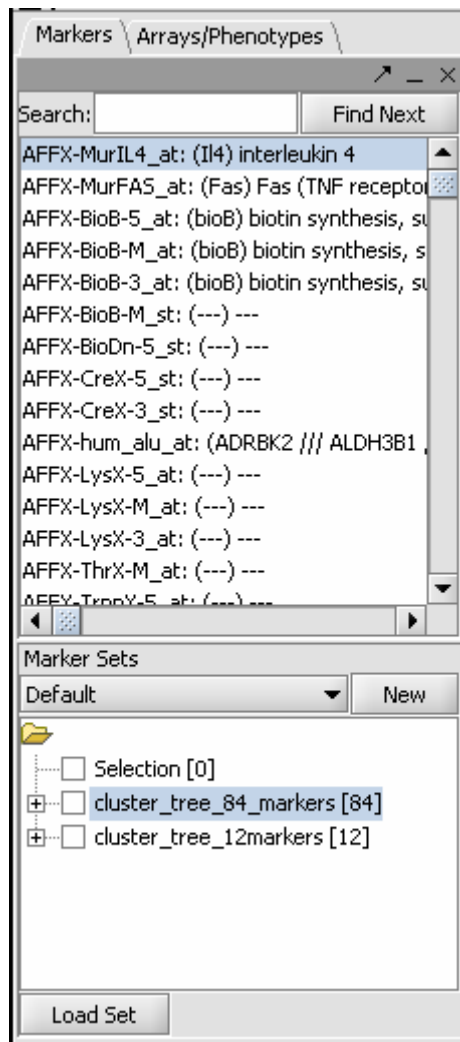 Markers Arrays/Phenotypes
Search: Find Next
AFFX-MurIL4_at: (Il4) interleukin 4
AFFX-MurFAS_at: (Fas) Fas (TNF recepto
AFFX-BioB-5_at: (bioB) biotin synthesis, su
AFFX-BioB-M_at: (bioB) biotin synthesis, s
AFFX-BioB-3_at: (bioB) biotin synthesis, su
AFFX-BioB-M_st: (---) ---
AFFX-BioDn-5_st: (---) ---
AFFX-CreX-5_st: (---) ---
AFFX-CreX-3_st: (---) ---
AFFX-hum_alu_at: (ADRBK2 /// ALDH3B1 ,
AFFX-LysX-5_at: (---) ---
AFFX-LysX-M_at: (---) ---
AFFX-LysX-3_at: (---) ---
AFFX-ThrX-M_at: (---) ---
AFFX-TrpnX-5_at: (---) ---
Marker Sets
Default New
Selection [0]
cluster_tree_84_markers [84]
cluster_tree_12markers [12]
Load Set